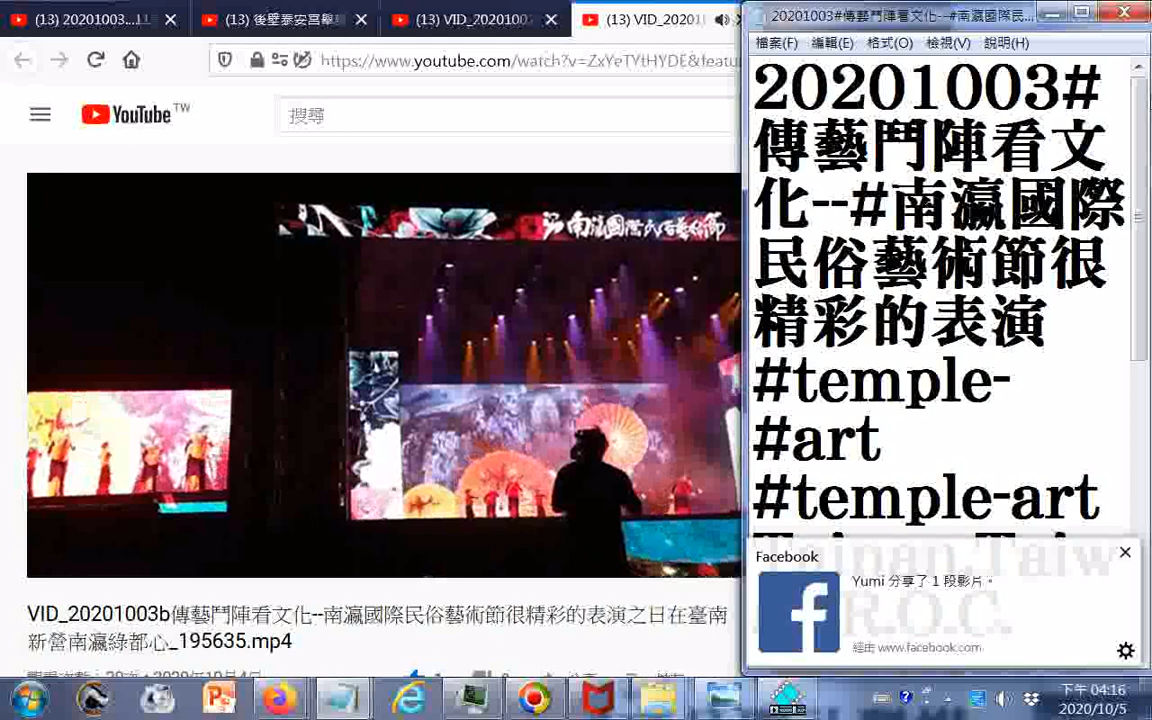 (13) 20201003...
(13) 後壁泰安宮
(13) VID_2020100
(13) VID_20201
https://www.youtube.com/watch?v=ZxYeTVtHYDE&featu
YouTube TW
搜尋
南瀛國際民俗藝術節
VID_20201003b傳藝鬥陣看文化--南瀛國際民俗藝術節很精彩的表演之日在臺南
新營南瀛綠都心_195635.mp4
20201003#傳藝鬥陣看文化--#南瀛國際民...
檔案(F) 編輯(E) 格式(O) 檢視(V) 說明(H)
20201003#
傳藝鬥陣看文
化--#南瀛國際
民俗藝術節很
精彩的表演
#temple-
#art
#temple-art
Facebook
Yumi 分享了 1 段影片。
經由 www.facebook.com
R.O.C.
下午 04:16
2020/10/5